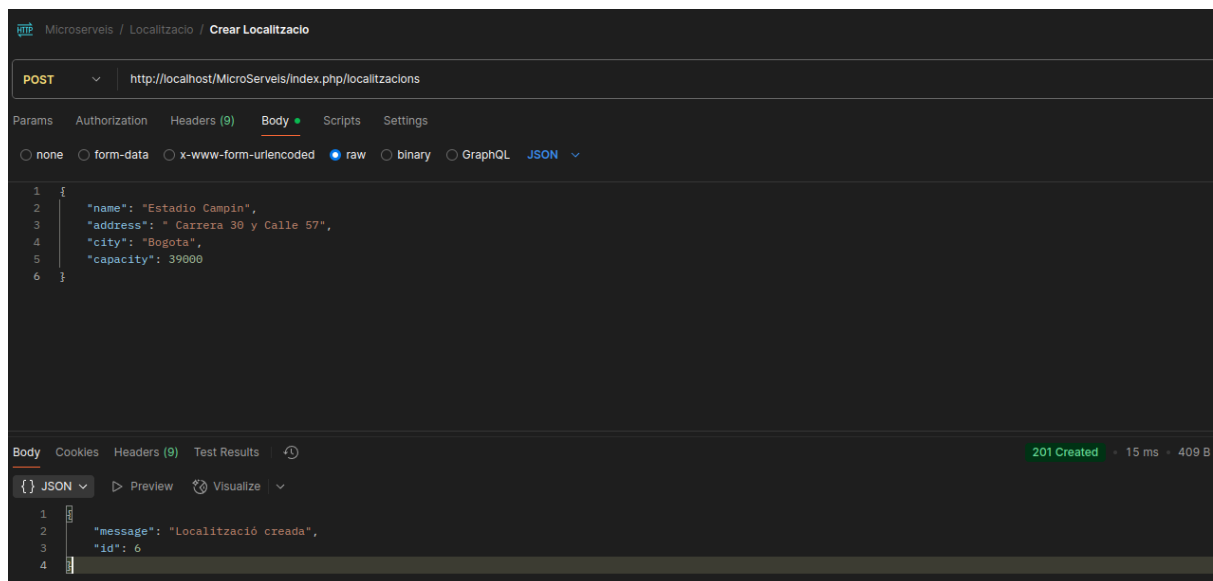 HTTP Microserveis / Localitzacio / Crear Localitzacio
POST http://localhost/MicroServeis/index.php/localitzacions
Params Authorization Headers (9) Body Scripts Settings
none form-data x-www-form-urlencoded raw binary GraphQL JSON
1 {
2 "name": "Estadio Campin",
3 "address": " Carrera 30 y Calle 57",
4 "city": "Bogota",
5 "capacity": 39000
6 }
Body Cookies Headers (9) Test Results 201 Created 15 ms 409 B
{} JSON Preview Visualize
1 {
2 "message": "Localització creada",
3 "id": 6
4 }